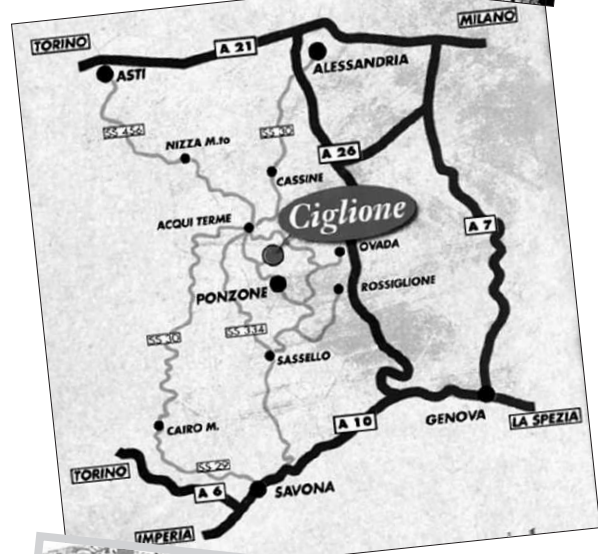 MILANO
TORINO
A 21
ALESSANDRIA
ASTI
SS 456
SS 30
NIZZA M.to
A 26
CASSINE
Ciglione
ACQUI TERME
A 7
OVADA
PONZONE
ROSSIGLIONE
SS 30
SS 334
SASSELLO
A 10
GENOVA
LA SPEZIA
CAIRO M.
TORINO
SS 29
A 6
SAVONA
IMPERIA